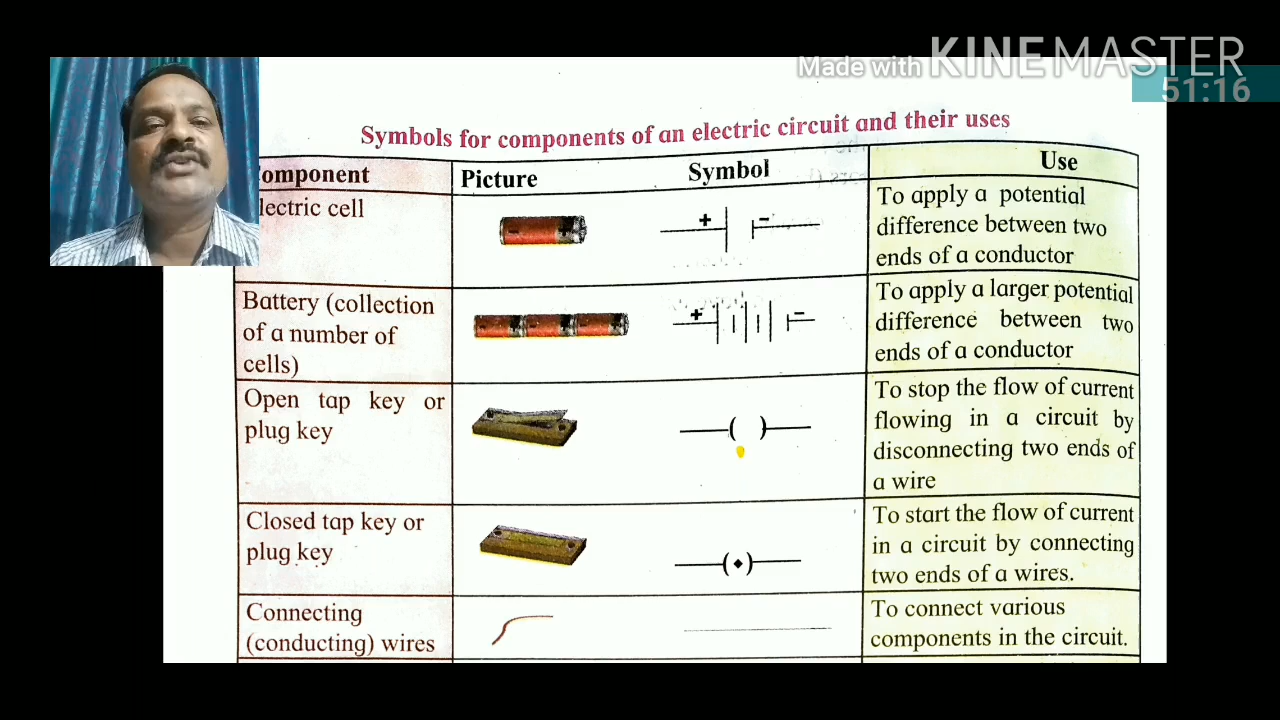 Made with KINEMASTER
51:16
Symbols for components of an electric circuit and their uses
omponent Picture Symbol Use
lectric cell
+ -
To apply a potential
difference between two
ends of a conductor
Battery (collection
of a number of
cells)
+ -
To apply a larger potential
difference between two
ends of a conductor
Open tap key or
plug key
( )
To stop the flow of current
flowing in a circuit by
disconnecting two ends of
a wire
Closed tap key or
plug key
To start the flow of current
in a circuit by connecting
two ends of a wires.
Connecting
(conducting) wires
To connect various
components in the circuit.